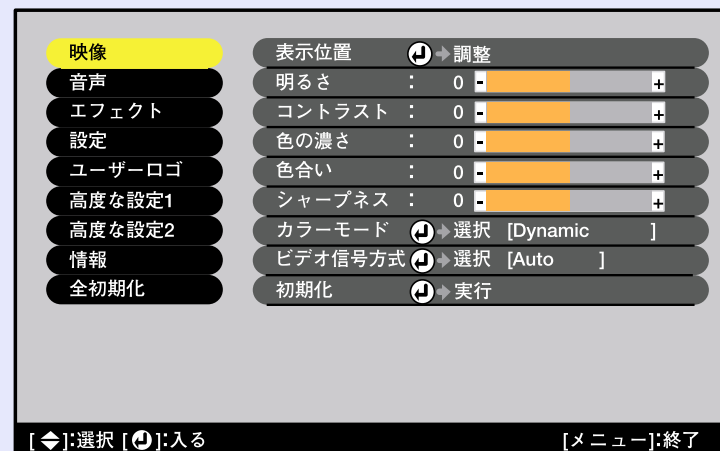 映像
音声
エフェクト
設定
ユーザーロゴ
高度な設定1
高度な設定2
情報
全初期化
表示位置 調整
明るさ : 0 - +
コントラスト : 0 - +
色の濃さ : 0 - +
色合い : 0 - +
シャープネス : 0 - +
カラーモード 選択 [Dynamic ]
ビデオ信号方式 選択 [Auto ]
初期化 実行
[ ]:選択 [ ]:入る [メニュー]:終了